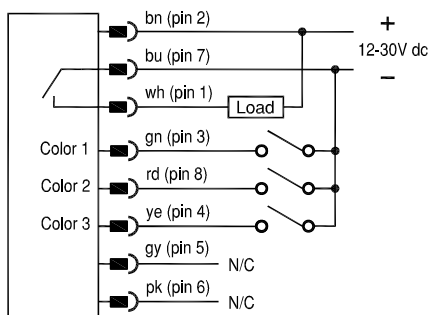 bn (pin 2)
+
12-30V dc
bu (pin 7)
–
wh (pin 1)
Load
Color 1
gn (pin 3)
Color 2
rd (pin 8)
Color 3
ye (pin 4)
gy (pin 5)
N/C
pk (pin 6)
N/C